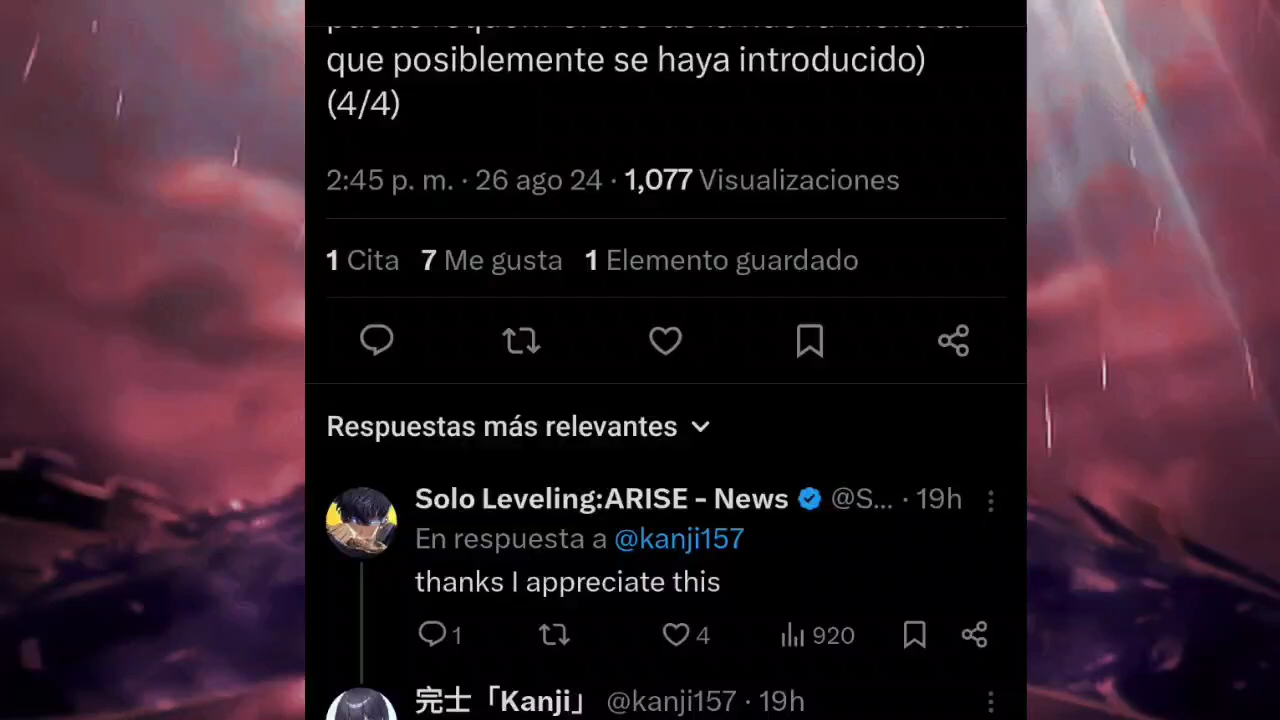 que posiblemente se haya introducido)
(4/4)
2:45 p. m. · 26 ago 24 · 1,077 Visualizaciones
1 Cita 7 Me gusta 1 Elemento guardado
Respuestas más relevantes
Solo Leveling:ARISE - News @S... · 19h
En respuesta a @kanji157
thanks I appreciate this
1 4 920
完士「Kanji」 @kanji157 · 19h